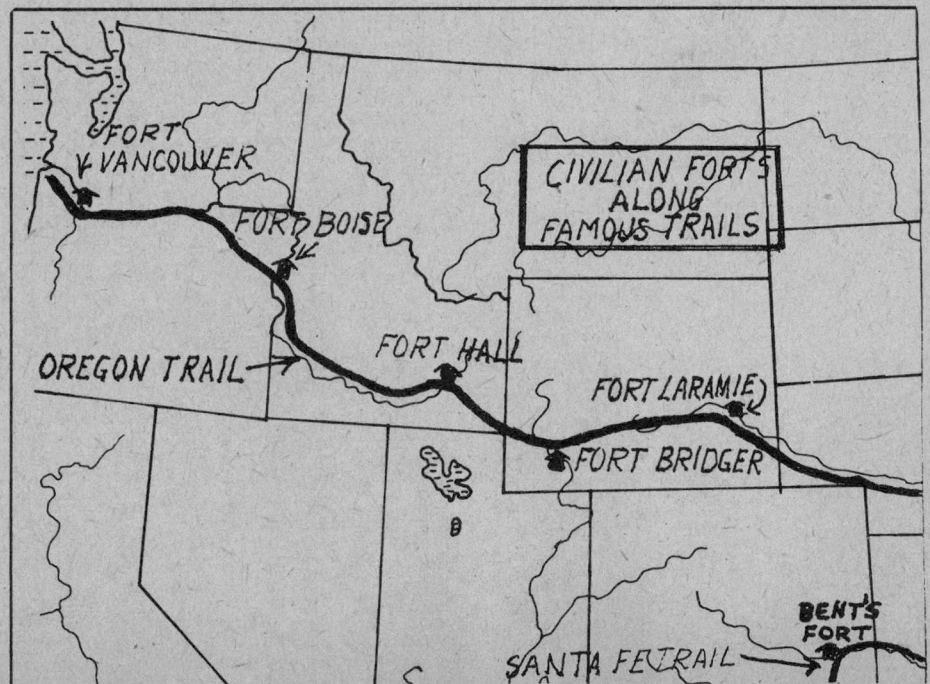 FORT
VANCOUVER
CIVILIAN FORTS
ALONG
FAMOUS TRAILS
FORT BOISE
FORT HALL
OREGON TRAIL
FORT LARAMIE
FORT BRIDGER
BENT'S
FORT
SANTA FE TRAIL